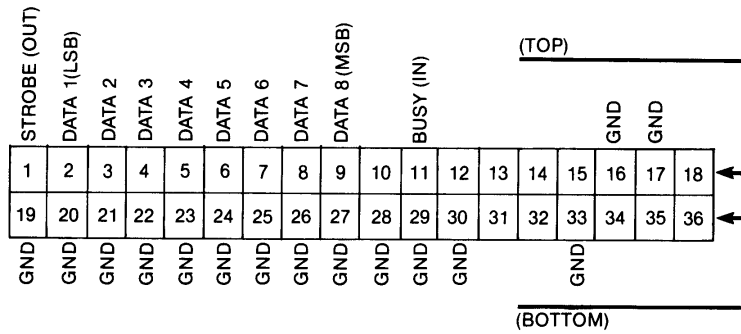 (TOP)
STROBE (OUT)
DATA 1(LSB)
DATA 2
DATA 3
DATA 4
DATA 5
DATA 6
DATA 7
DATA 8 (MSB)
BUSY (IN)
GND
GND
1 2 3 4 5 6 7 8 9 10 11 12 13 14 15 16 17 18
19 20 21 22 23 24 25 26 27 28 29 30 31 32 33 34 35 36
GND
GND
GND
GND
GND
GND
GND
GND
GND
GND
GND
GND
GND
(BOTTOM)